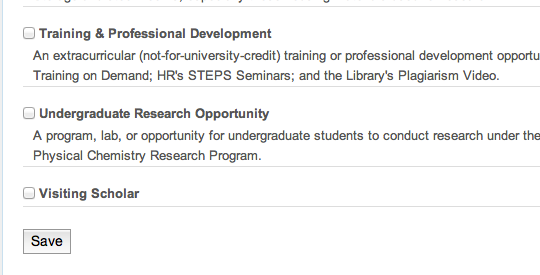 Training & Professional Development
An extracurricular (not-for-university-credit) training or professional development
Training on Demand; HR's STEPS Seminars; and the Library's Plagiarism Video.
Undergraduate Research Opportunity
A program, lab, or opportunity for undergraduate students to conduct research under the
Physical Chemistry Research Program.
Visiting Scholar
Save